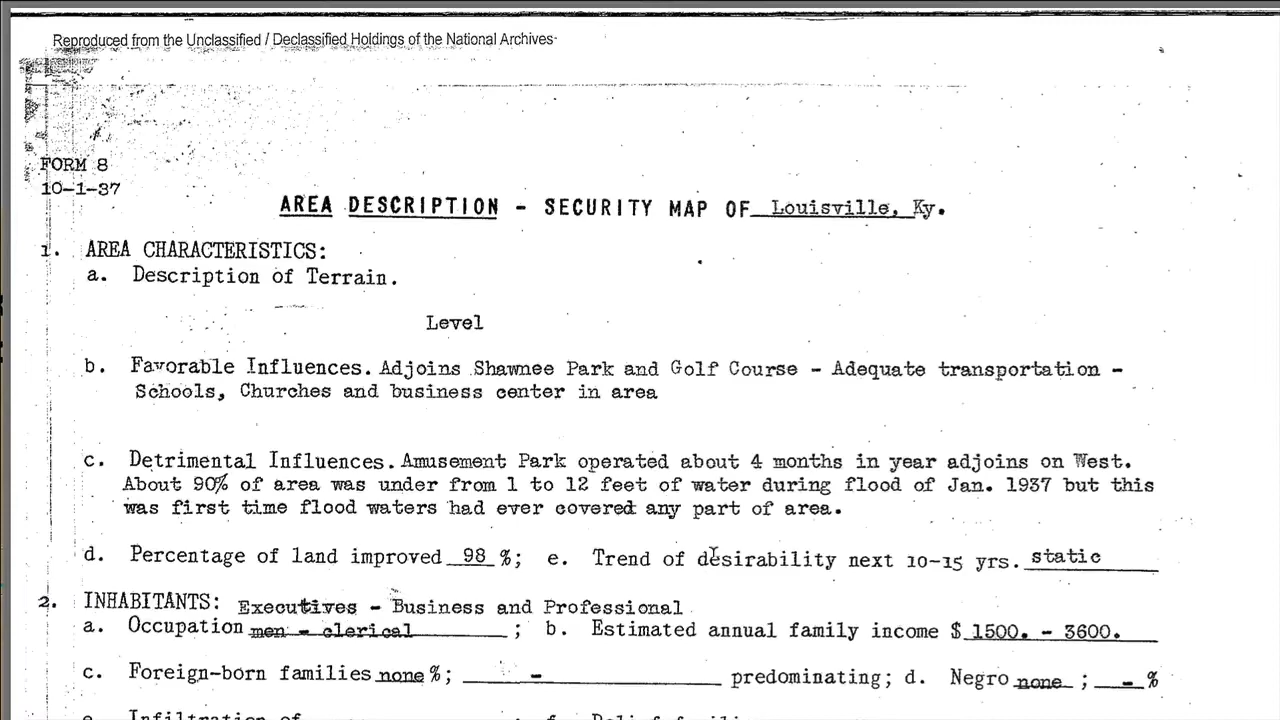 Reproduced from the Unclassified / Declassified Holdings of the National Archives
FORM 8
10-1-37
AREA DESCRIPTION - SECURITY MAP OF Louisville, Ky.
1. AREA CHARACTERISTICS:
a. Description of Terrain.
Level
b. Favorable Influences. Adjoins Shawnee Park and Golf Course - Adequate transportation -
Schools, Churches and business center in area
c. Detrimental Influences. Amusement Park operated about 4 months in year adjoins on West.
About 90% of area was under from 1 to 12 feet of water during flood of Jan. 1937 but this
was first time flood waters had ever covered any part of area.
d. Percentage of land improved 98 %; e. Trend of desirability next 10-15 yrs. static
2. INHABITANTS: Executives - Business and Professional
a. Occupation men - clerical ; b. Estimated annual family income $ 1500. - 3600.
c. Foreign-born families none %; - predominating; d. Negro none ; - %